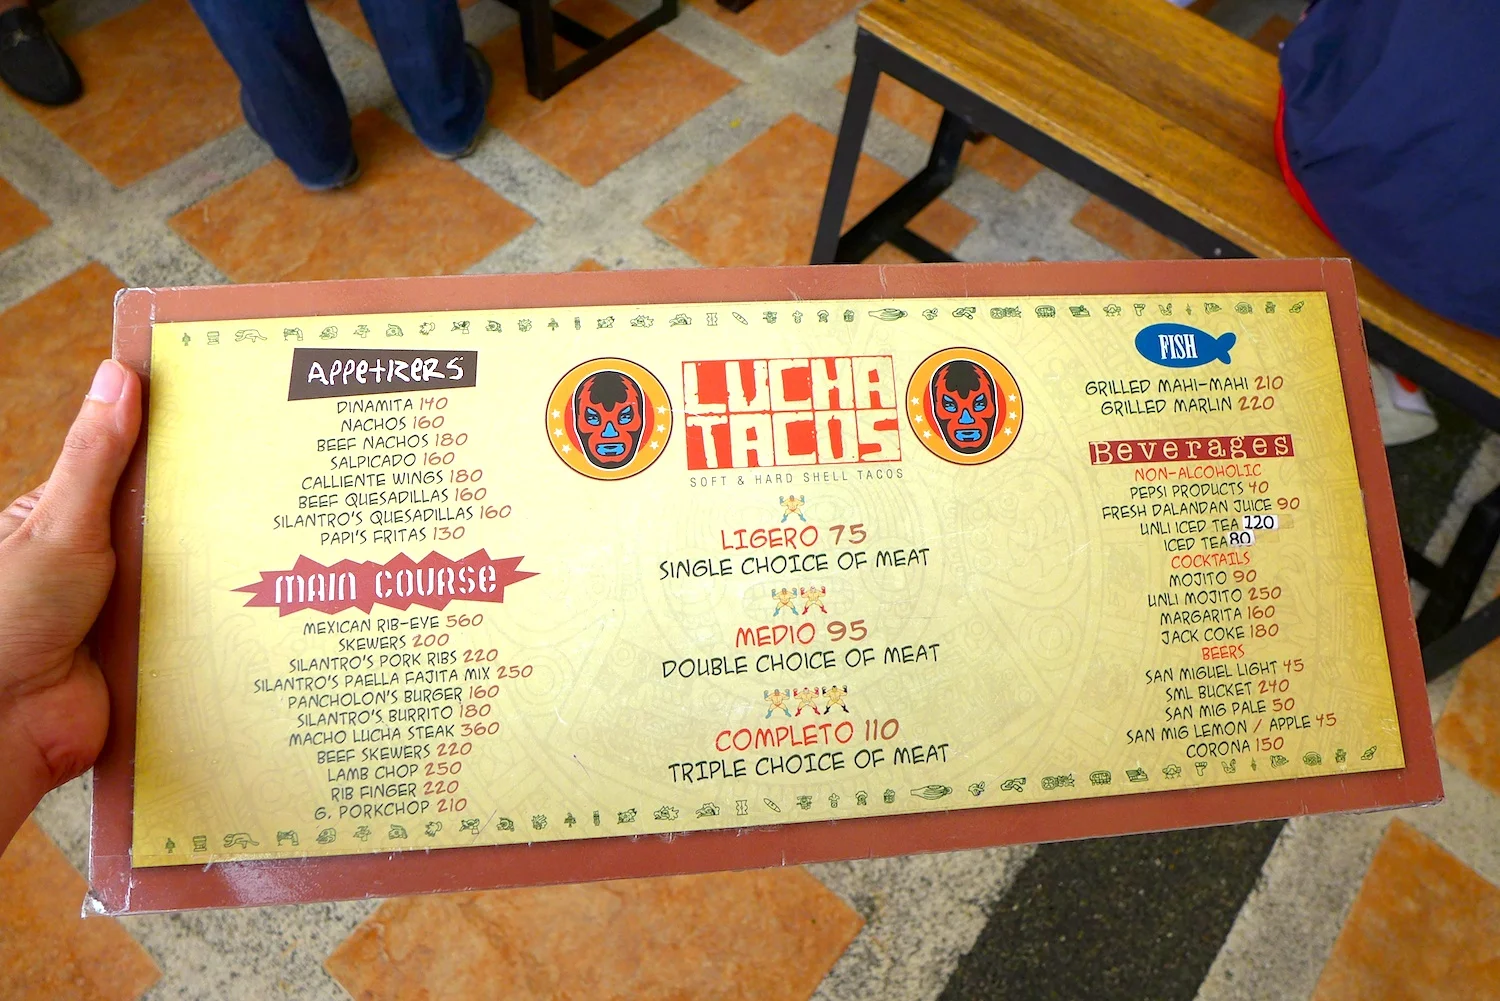 APPETIZERS
DINAMITA 140
NACHOS 160
BEEF NACHOS 180
SALPICADO 160
CALLIENTE WINGS 180
BEEF QUESADILLAS 160
SILANTRO'S QUESADILLAS 160
PAPI'S FRITAS 130
MAIN COURSE
MEXICAN RIB-EYE 560
SKEWERS 200
SILANTRO'S PORK RIBS 220
SILANTRO'S PAELLA FAJITA MIX 250
PANCHOLON'S BURGER 160
SILANTRO'S BURRITO 180
MACHO LUCHA STEAK 360
BEEF SKEWERS 220
LAMB CHOP 250
RIB FINGER 220
G. PORKCHOP 210
LUCHA
TACOS
SOFT & HARD SHELL TACOS
LIGERO 75
SINGLE CHOICE OF MEAT
MEDIO 95
DOUBLE CHOICE OF MEAT
COMPLETO 110
TRIPLE CHOICE OF MEAT
FISH
GRILLED MAHI-MAHI 210
GRILLED MARLIN 220
Beverages
NON-ALCOHOLIC
PEPSI PRODUCTS 40
FRESH DALANDAN JUICE 90
UNLI ICED TEA 120
ICED TEA 80
COCKTAILS
MOJITO 90
UNLI MOJITO 250
MARGARITA 160
JACK COKE 180
BEERS
SAN MIGUEL LIGHT 45
SML BUCKET 240
SAN MIG PALE 50
SAN MIG LEMON / APPLE 45
CORONA 150